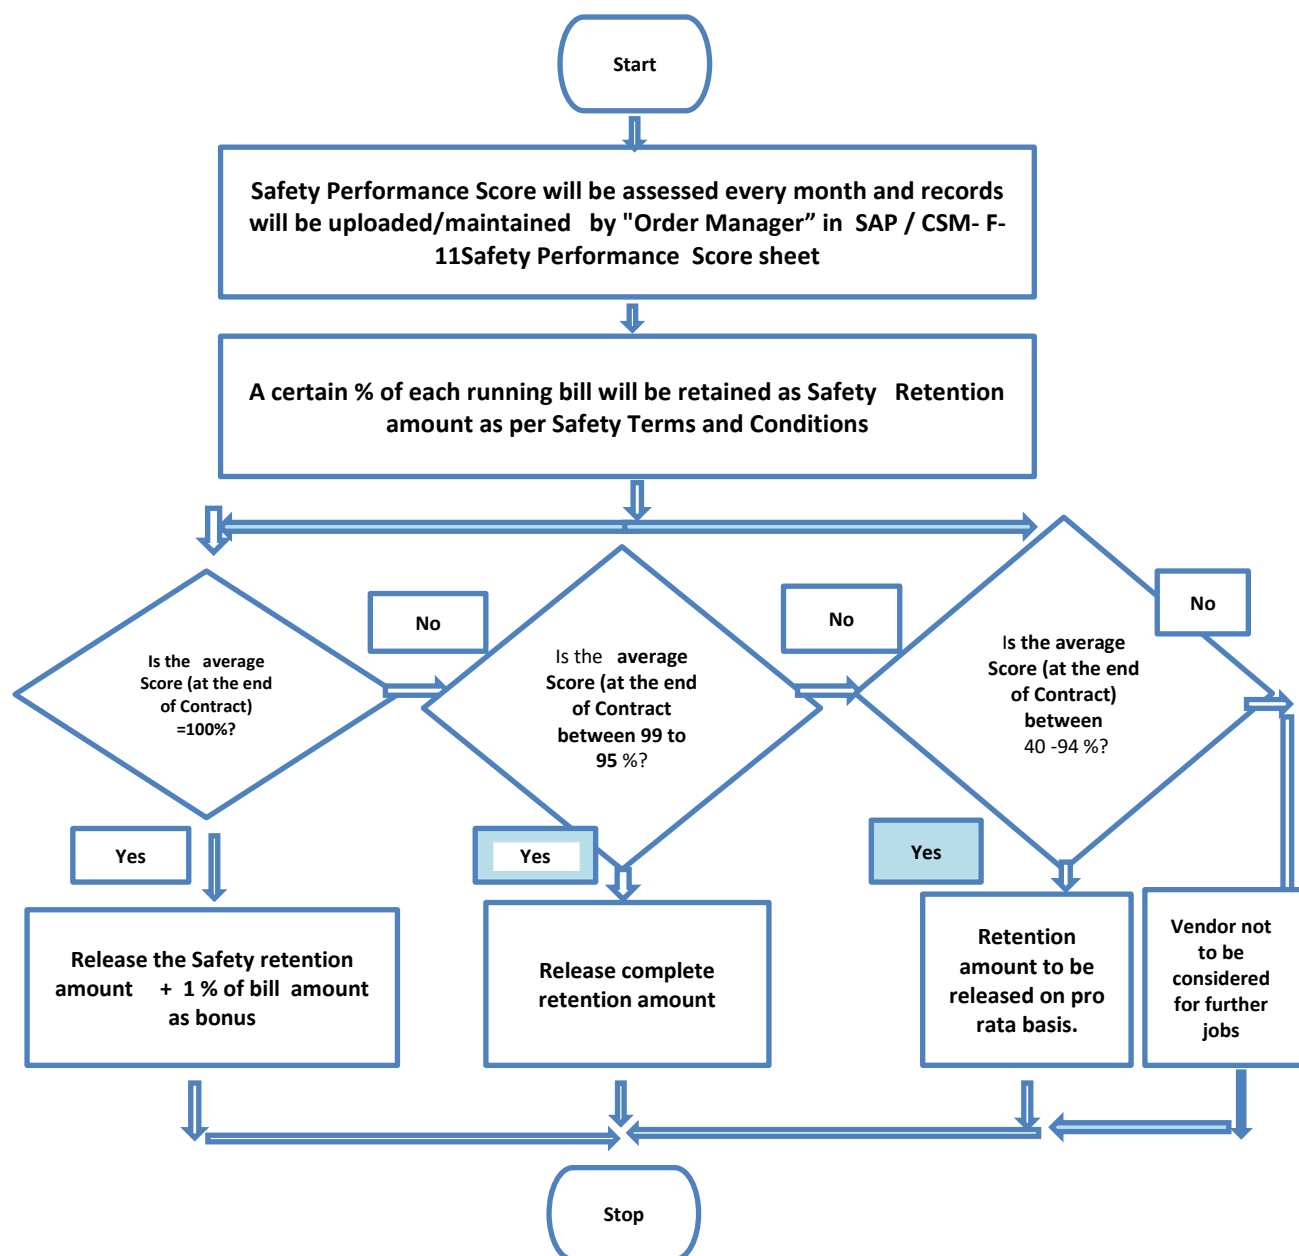 Start
Safety Performance Score will be assessed every month and records
will be uploaded/maintained by "Order Manager” in SAP / CSM- F-
11Safety Performance Score sheet
A certain % of each running bill will be retained as Safety Retention
amount as per Safety Terms and Conditions
Is the average
Score (at the end
of Contract)
=100%?
No
Is the average
Score (at the end
of Contract
between 99 to
95 %?
No
Is the average
Score (at the end
of Contract)
between
40 -94 %?
No
Yes
Yes
Yes
Release the Safety retention
amount + 1 % of bill amount
as bonus
Release complete
retention amount
Retention
amount to be
released on pro
rata basis.
Vendor not
to be
considered
for further
jobs
Stop